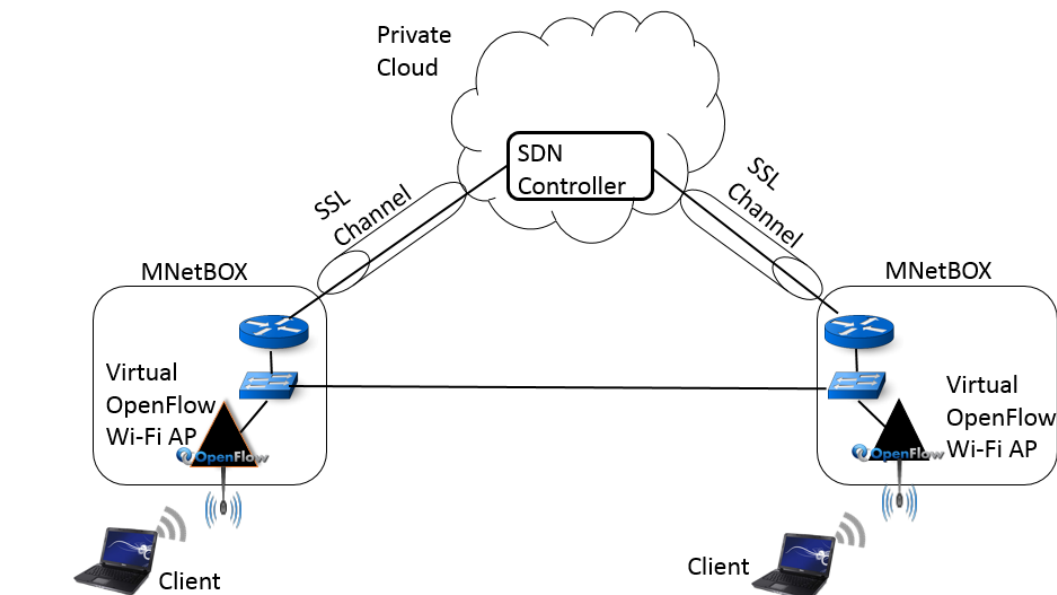 Private
Cloud
SDN
Controller
SSL
Channel
SSL
Channel
MNetBOX
MNetBOX
Virtual
OpenFlow
Wi-Fi AP
OpenFlow
Virtual
OpenFlow
Wi-Fi AP
OpenFlow
Client
Client